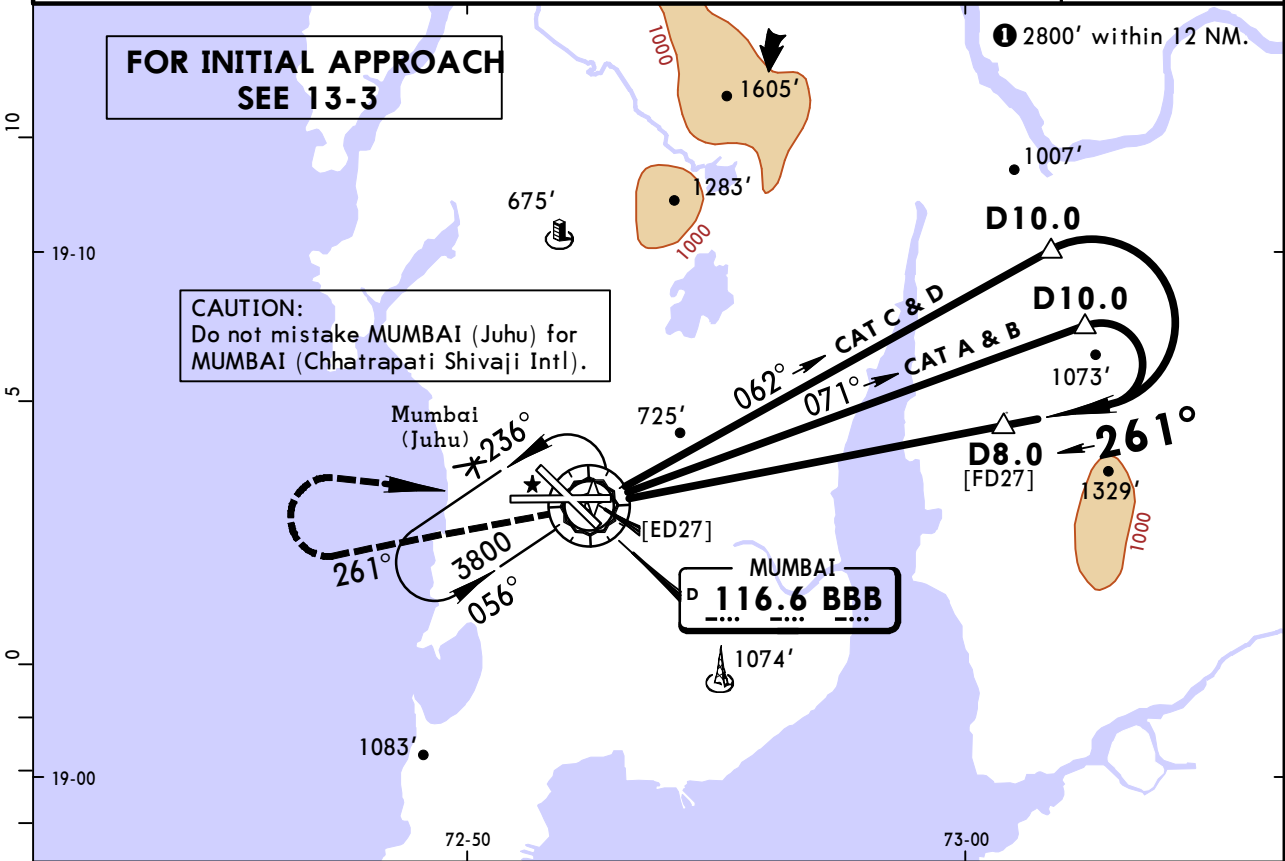 ❶ 2800' within 12 NM.
FOR INITIAL APPROACH
SEE 13-3
1000
1605'
10
1007'
1283'
675'
D10.0
1000
19-10
D10.0
CAUTION:
Do not mistake MUMBAI (Juhu) for
MUMBAI (Chhatrapati Shivaji Intl).
062° CAT C & D
071° CAT A & B
1073'
5
Mumbai
(Juhu)
725'
236°
261°
D8.0
[FD27]
1329'
1000
[ED27]
261°
3800
056°
MUMBAI
D 116.6 BBB
0
1074'
1083'
19-00
72-50
73-00